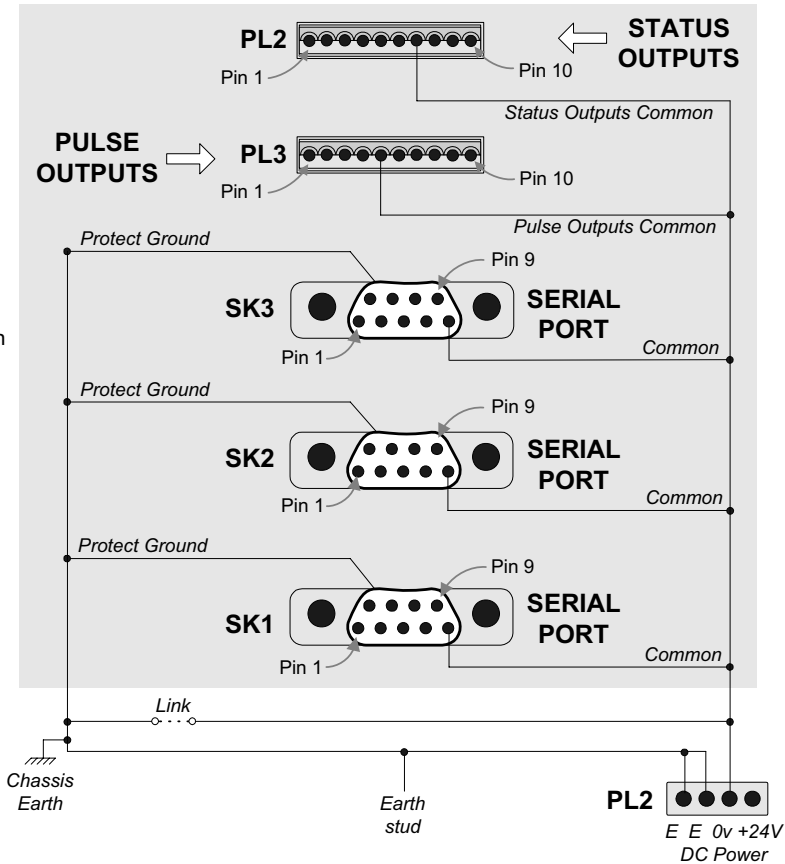 PL2
STATUS
OUTPUTS
Pin 1
Pin 10
Status Outputs Common
PULSE
OUTPUTS
PL3
Pin 1
Pin 10
Pulse Outputs Common
Protect Ground
Pin 9
SK3
SERIAL
PORT
n
Pin 1
Common
Protect Ground
Pin 9
SK2
SERIAL
PORT
Pin 1
Common
Protect Ground
Pin 9
SK1
SERIAL
PORT
Pin 1
Common
Link
Chassis
Earth
Earth
stud
PL2
E E 0v +24V
DC Power